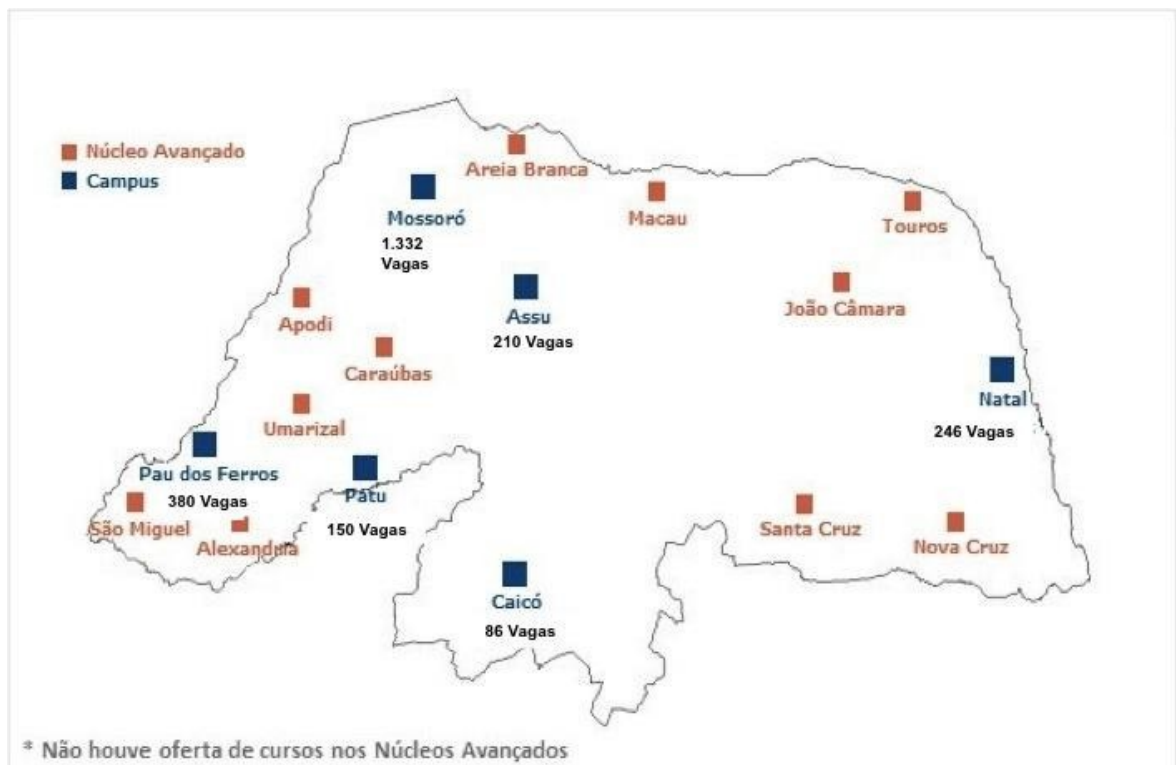 Núcleo Avançado
Campus
Areia Branca
Mossoró
1.332
Vagas
Macau
Touros
Apodi
Assu
210 Vagas
João Câmara
Caraúbas
Natal
246 Vagas
Umarizal
Pau dos Ferros
380 Vagas
Patu
150 Vagas
São Miguel
Alexandria
Santa Cruz
Nova Cruz
Caicó
86 Vagas
* Não houve oferta de cursos nos Núcleos Avançados